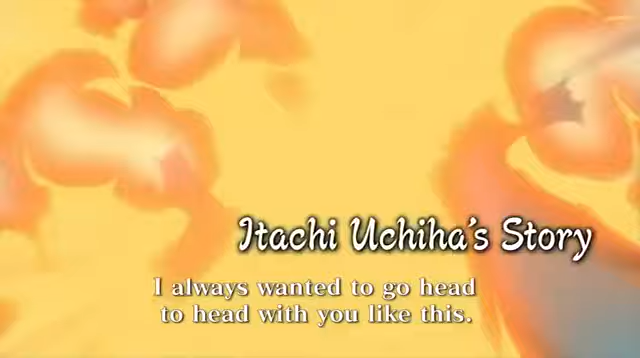 Itachi Uchiha's Story
I always wanted to go head
to head with you like this.